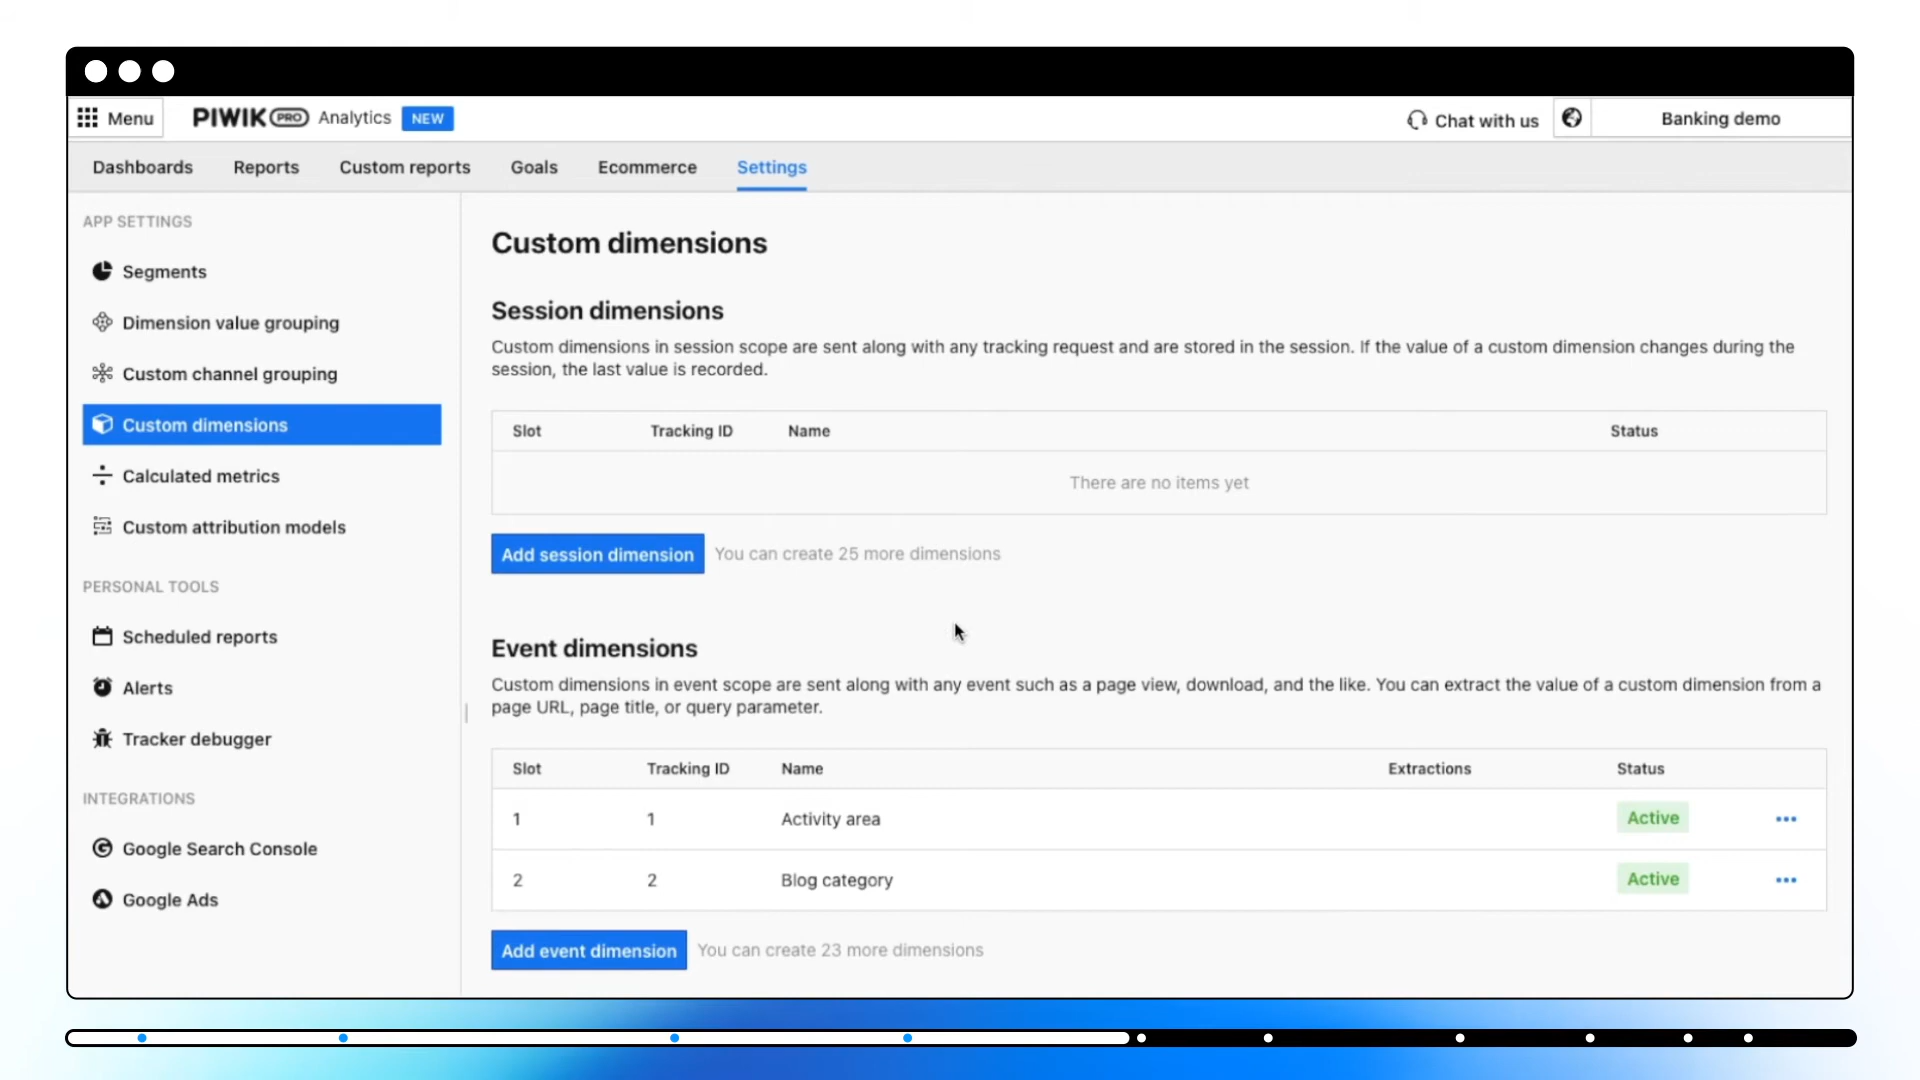 Menu
PIWIK PRO Analytics NEW
Chat with us
Banking demo
Dashboards Reports Custom reports Goals Ecommerce Settings
APP SETTINGS
Segments
Dimension value grouping
Custom channel grouping
Custom dimensions
Calculated metrics
Custom attribution models
PERSONAL TOOLS
Scheduled reports
Alerts
Tracker debugger
INTEGRATIONS
Google Search Console
Google Ads
Custom dimensions
Session dimensions
Custom dimensions in session scope are sent along with any tracking request and are stored in the session. If the value of a custom dimension changes during the
session, the last value is recorded.
Slot Tracking ID Name Status
There are no items yet
Add session dimension You can create 25 more dimensions
Event dimensions
Custom dimensions in event scope are sent along with any event such as a page view, download, and the like. You can extract the value of a custom dimension from a
page URL, page title, or query parameter.
Slot Tracking ID Name Extractions Status
1 1 Activity area Active
2 2 Blog category Active
Add event dimension You can create 23 more dimensions